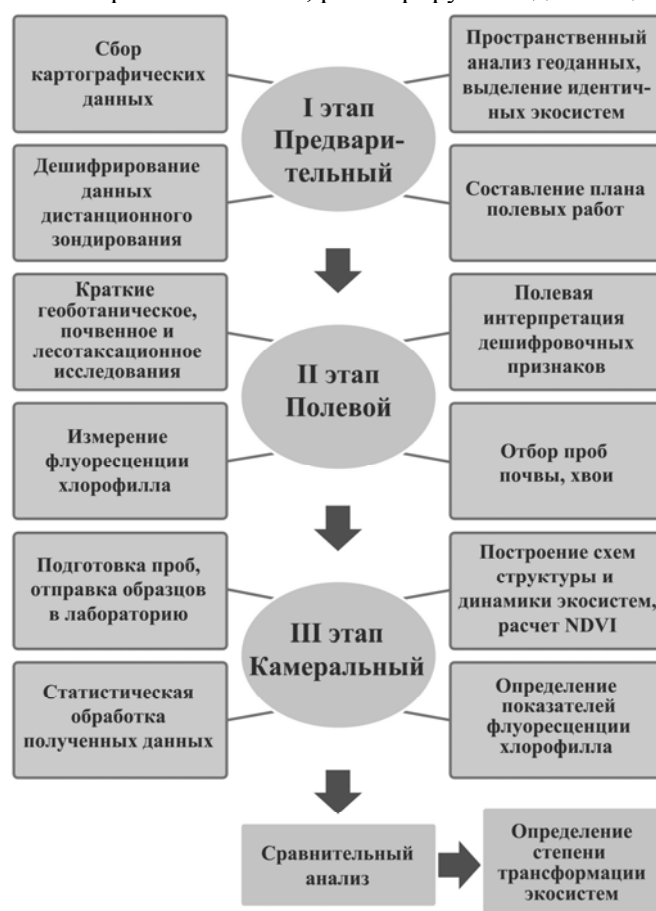 Сбор
картографических
данных
Пространственный
анализ геоданных,
выделение идентич-
ных экосистем
I этап
Предвари-
тельный
Дешифрирование
данных
дистанционного
зондирования
Составление плана
полевых работ
Краткие
геоботаническое,
почвенное и
лесотаксационное
исследования
Полевая
интерпретация
дешифровочных
признаков
II этап
Полевой
Измерение
флуоресценции
хлорофилла
Отбор проб
почвы, хвои
Подготовка проб,
отправка образцов
в лабораторию
Построение схем
структуры и
динамики экосистем,
расчет NDVI
III этап
Камеральный
Статистическая
обработка
полученных данных
Определение
показателей
флуоресценции
хлорофилла
Сравнительный
анализ
Определение
степени
трансформации
экосистем